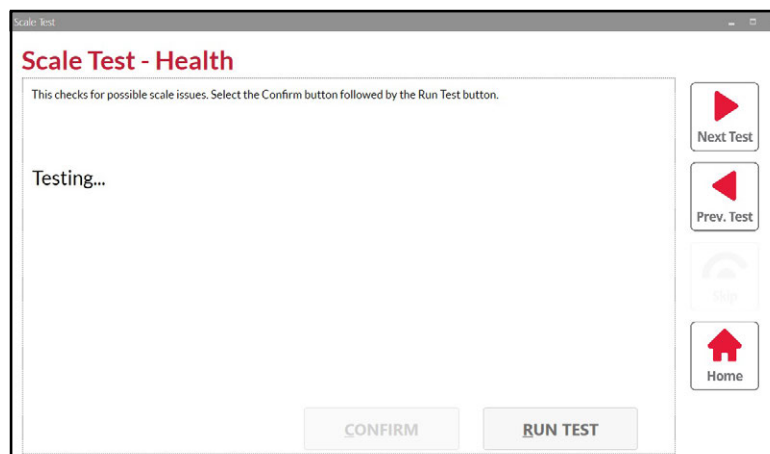 Scale Test
Scale Test - Health
This checks for possible scale issues. Select the Confirm button followed by the Run Test button.
Testing...
Next Test
Prev. Test
Skip
Home
CONFIRM
RUN TEST